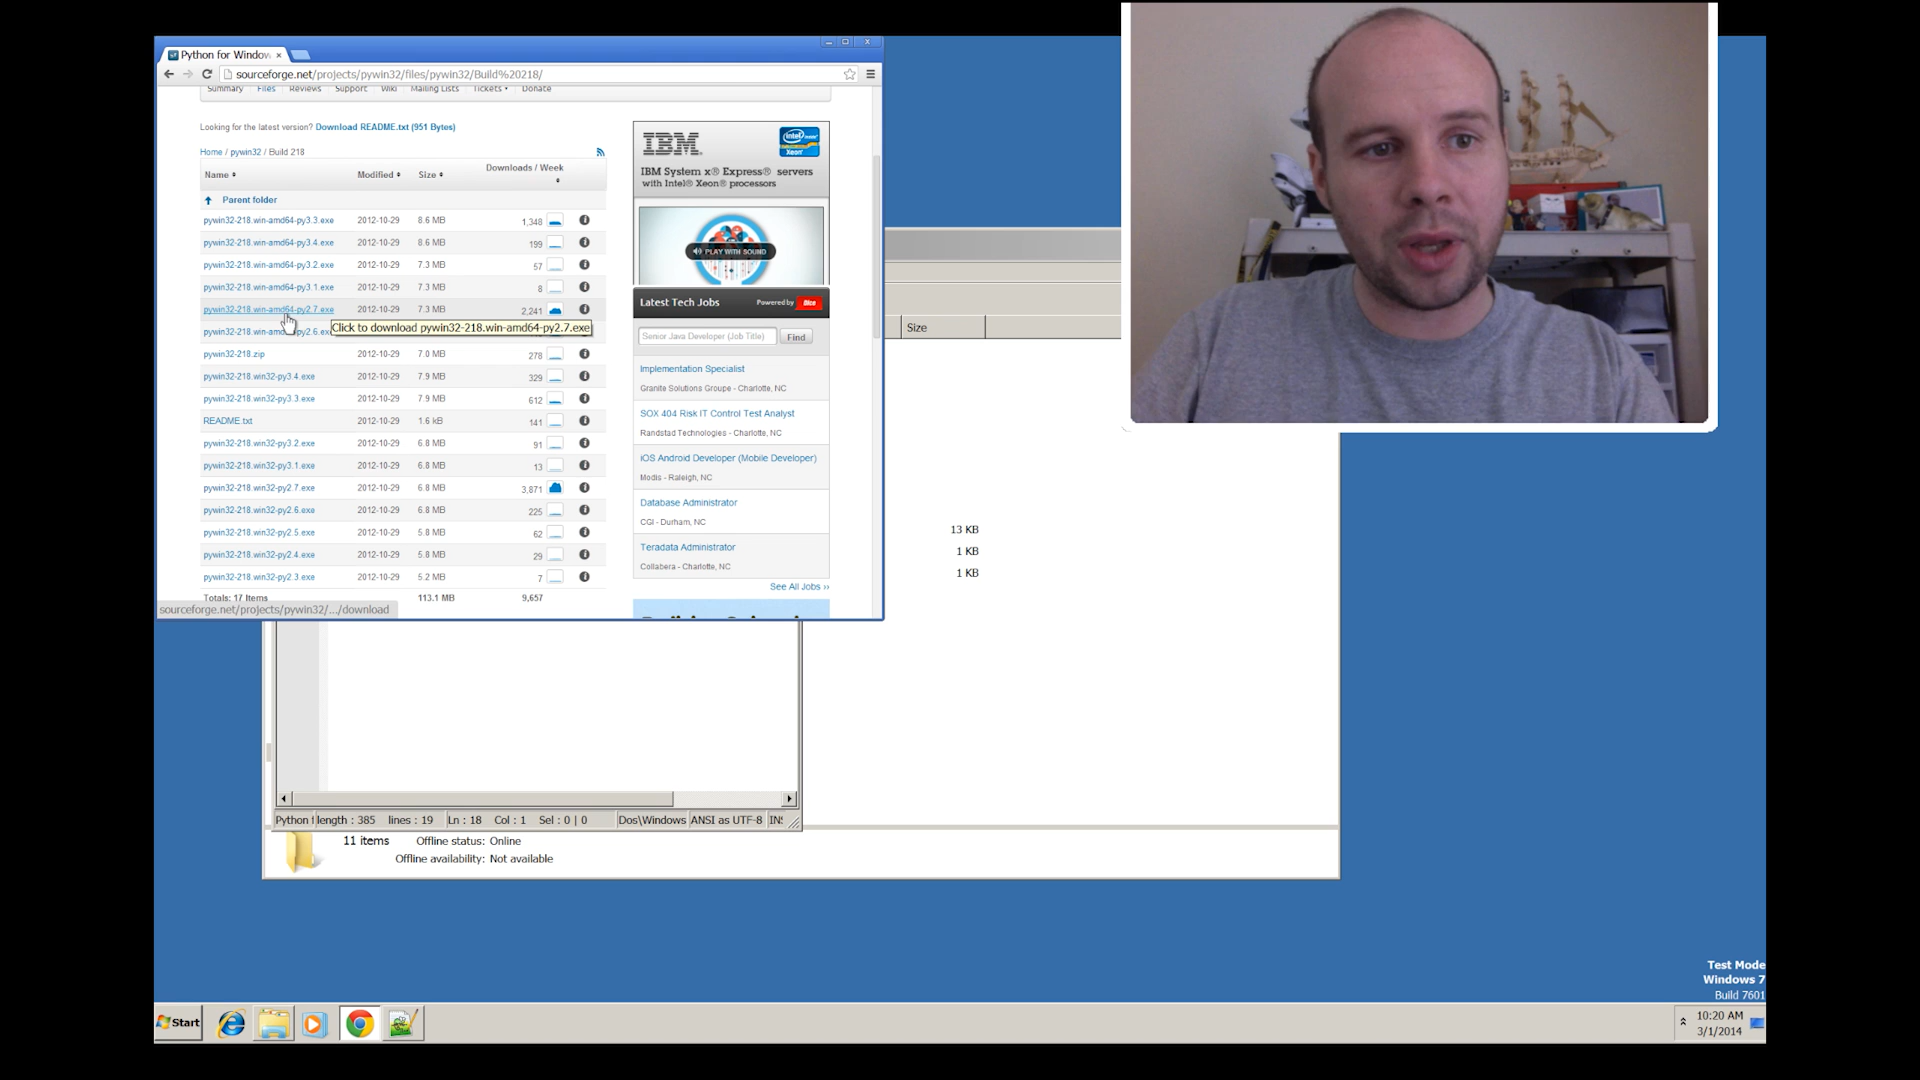 Python for Window
sourceforge.net/projects/pywin32/files/pywin32/Build%20218/
Summary Files Reviews Support Wiki Mailing Lists Tickets Donate
Looking for the latest version? Download README.txt (951 Bytes)
Home / pywin32 / Build 218
Name Modified Size Downloads / Week
Parent folder
pywin32-218.win-amd64-py3.3.exe 2012-10-29 8.6 MB 1,348
pywin32-218.win-amd64-py3.4.exe 2012-10-29 8.6 MB 199
pywin32-218.win-amd64-py3.2.exe 2012-10-29 7.3 MB 57
pywin32-218.win-amd64-py3.1.exe 2012-10-29 7.3 MB 8
pywin32-218.win-amd64-py2.7.exe 2012-10-29 7.3 MB 2,241
Click to download pywin32-218.win-amd64-py2.7.exe
pywin32-218.zip 2012-10-29 7.0 MB 278
pywin32-218.win32-py3.4.exe 2012-10-29 7.9 MB 329
pywin32-218.win32-py3.3.exe 2012-10-29 7.9 MB 612
README.txt 2012-10-29 1.6 kB 141
pywin32-218.win32-py3.2.exe 2012-10-29 6.8 MB 91
pywin32-218.win32-py3.1.exe 2012-10-29 6.8 MB 13
pywin32-218.win32-py2.7.exe 2012-10-29 6.8 MB 3,871
pywin32-218.win32-py2.6.exe 2012-10-29 6.8 MB 225
pywin32-218.win32-py2.5.exe 2012-10-29 5.8 MB 62
pywin32-218.win32-py2.4.exe 2012-10-29 5.8 MB 29
pywin32-218.win32-py2.3.exe 2012-10-29 5.2 MB 7
Totals: 17 Items 113.1 MB 9,657
sourceforge.net/projects/pywin32/.../download
IBM.
intel
Xeon
IBM System x® Express® servers
with Intel® Xeon® processors
PLAY WITH SOUND
Latest Tech Jobs Powered by Dice
Senior Java Developer (Job Title) Find
Implementation Specialist
Granite Solutions Groupe - Charlotte, NC
SOX 404 Risk IT Control Test Analyst
Randstad Technologies - Charlotte, NC
iOS Android Developer (Mobile Developer)
Modis - Raleigh, NC
Database Administrator
CGI - Durham, NC
Teradata Administrator
Collabera - Charlotte, NC
See All Jobs ››
Size
13 KB
1 KB
1 KB
length : 385 lines : 19 Ln : 18 Col : 1 Sel : 0 | 0 Dos\Windows ANSI as UTF-8
11 items Offline status: Online
Offline availability: Not available
Test Mode
Windows 7
Build 7601
Start
10:20 AM
3/1/2014